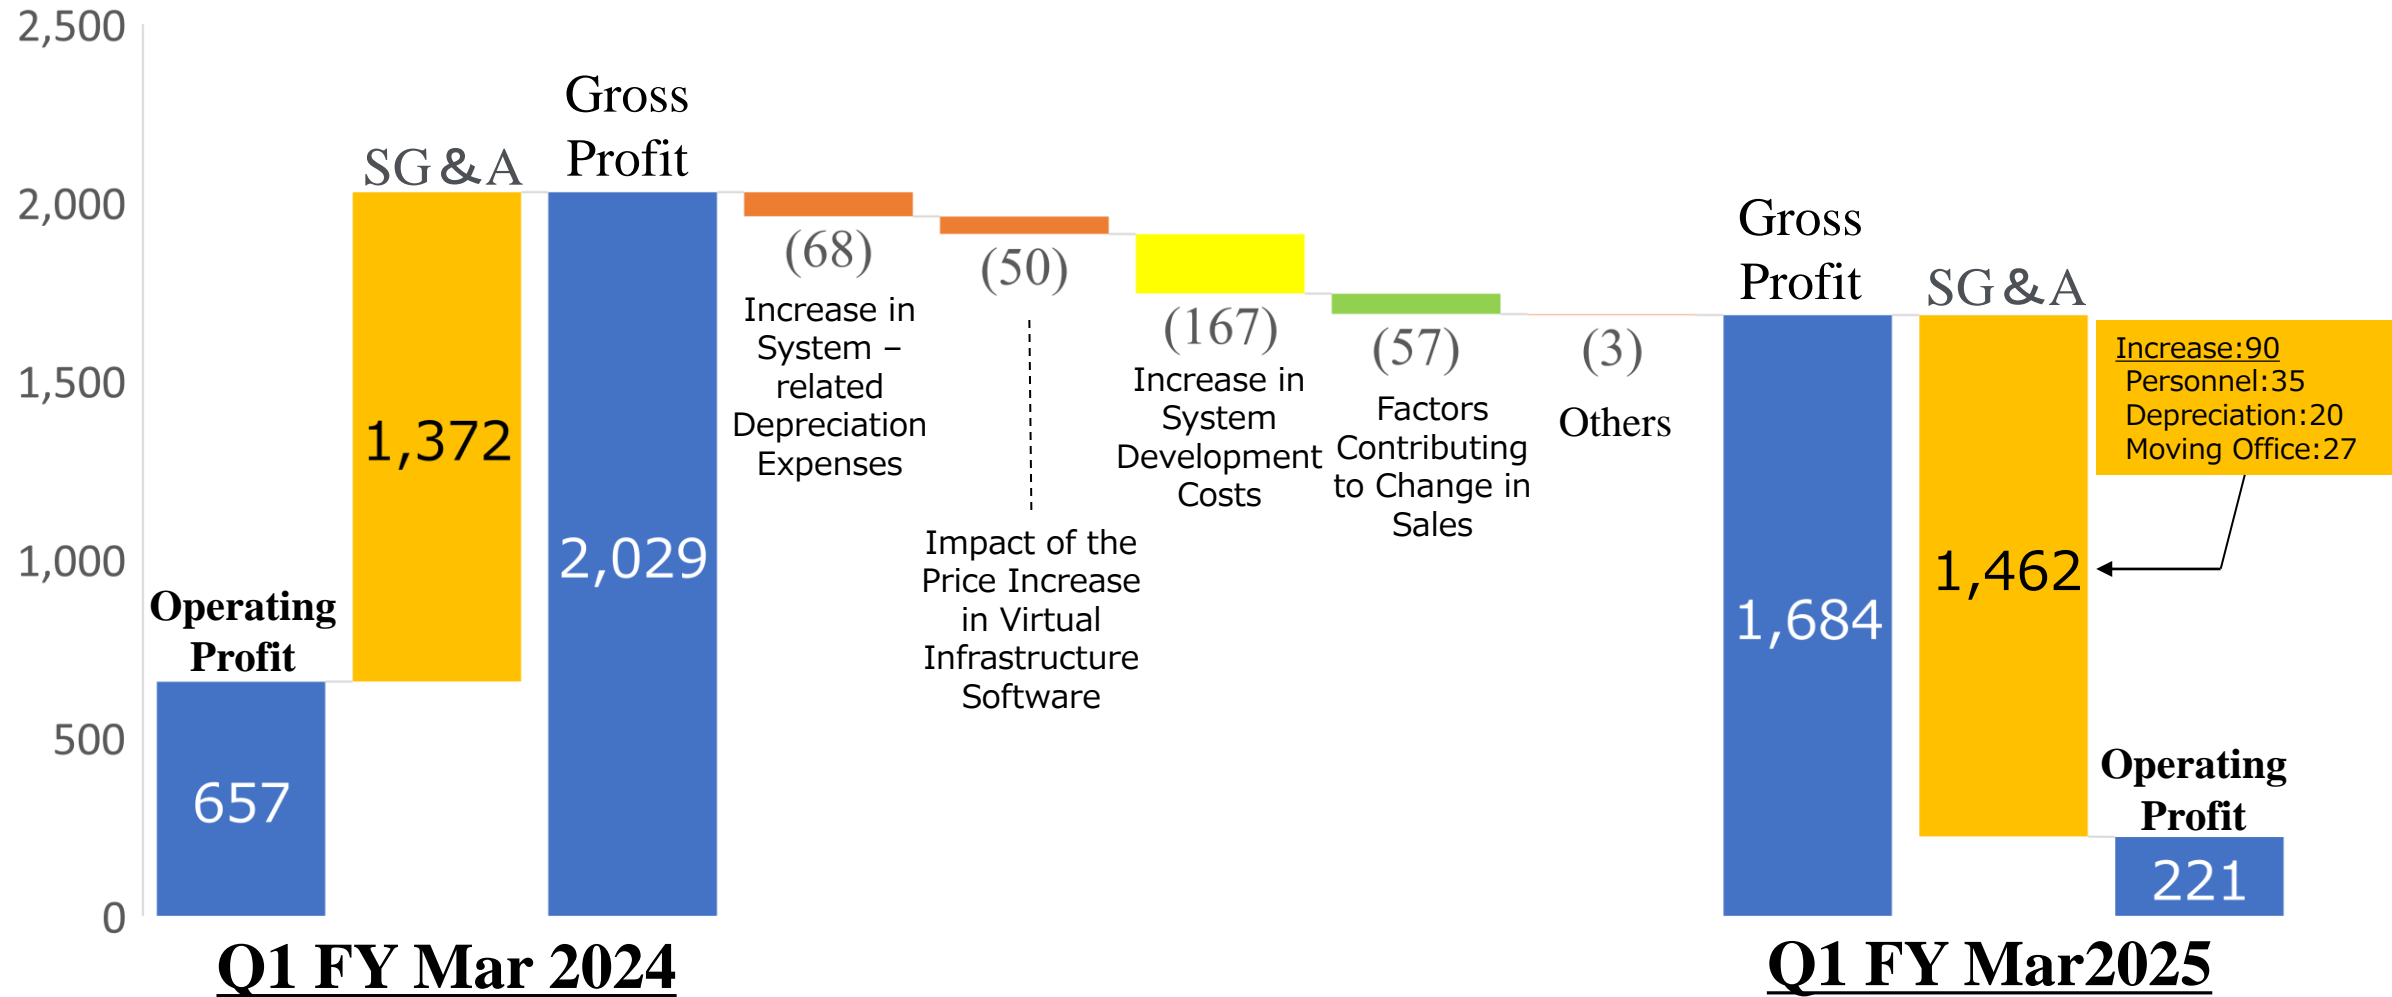 2,500
2,000
1,500
1,000
500
0
Operating
Profit
657
SG&A
1,372
Gross
Profit
2,029
(68)
Increase in
System –
related
Depreciation
Expenses
(50)
Impact of the
Price Increase
in Virtual
Infrastructure
Software
(167)
Increase in
System
Development
Costs
(57)
Factors
Contributing
to Change in
Sales
(3)
Others
Gross
Profit
1,684
SG&A
1,462
Increase:90
Personnel:35
Depreciation:20
Moving Office:27
Operating
Profit
221
Q1 FY Mar 2024
Q1 FY Mar2025